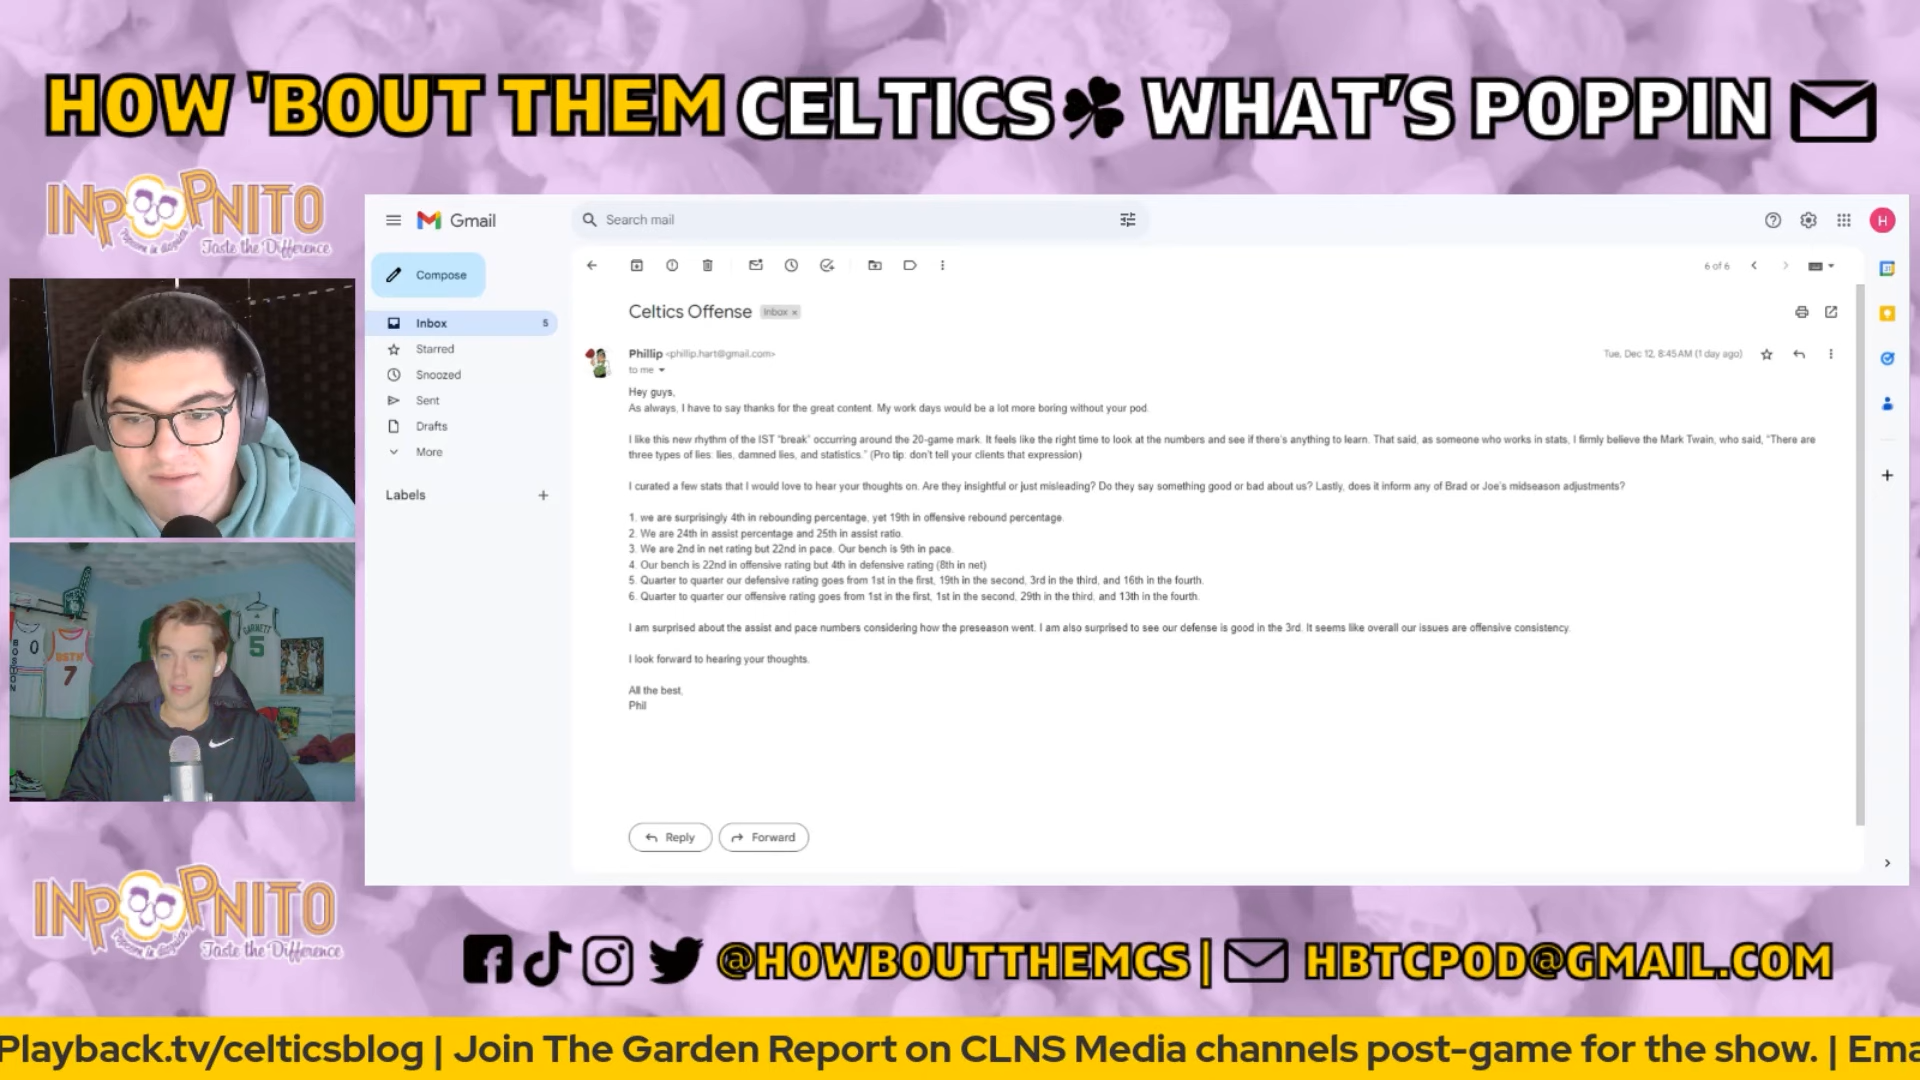 HOW 'BOUT THEM CELTICS WHAT'S POPPIN
INPOPNITO
Taste the Difference
Gmail
Search mail
H
Compose
6 of 6
Inbox 5
Starred
Snoozed
Sent
Drafts
More
Labels
Celtics Offense Inbox x
Phillip <phillip.hart@gmail.com>
Tue, Dec 12, 8:45 AM (1 day ago)
to me
Hey guys,
As always, I have to say thanks for the great content. My work days would be a lot more boring without your pod.
I like this new rhythm of the IST "break" occurring around the 20-game mark. It feels like the right time to look at the numbers and see if there's anything to learn. That said, as someone who works in stats, I firmly believe the Mark Twain, who said, "There are
three types of lies: lies, damned lies, and statistics." (Pro tip: don't tell your clients that expression)
I curated a few stats that I would love to hear your thoughts on. Are they insightful or just misleading? Do they say something good or bad about us? Lastly, does it inform any of Brad or Joe's midseason adjustments?
1. we are surprisingly 4th in rebounding percentage, yet 19th in offensive rebound percentage.
2. We are 24th in assist percentage and 25th in assist ratio.
3. We are 2nd in net rating but 22nd in pace. Our bench is 9th in pace.
4. Our bench is 22nd in offensive rating but 4th in defensive rating (8th in net)
5. Quarter to quarter our defensive rating goes from 1st in the first, 19th in the second, 3rd in the third, and 16th in the fourth.
6. Quarter to quarter our offensive rating goes from 1st in the first, 1st in the second, 29th in the third, and 13th in the fourth.
I am surprised about the assist and pace numbers considering how the preseason went. I am also surprised to see our defense is good in the 3rd. It seems like overall our issues are offensive consistency.
I look forward to hearing your thoughts.
All the best,
Phil
Reply
Forward
GARNETT
5
BOSTON
0
7
INPOPNITO
Taste the Difference
@HOWBOUTTHEMCS | HBTCPOD@GMAIL.COM
Playback.tv/celticsblog | Join The Garden Report on CLNS Media channels post-game for the show. | Ema